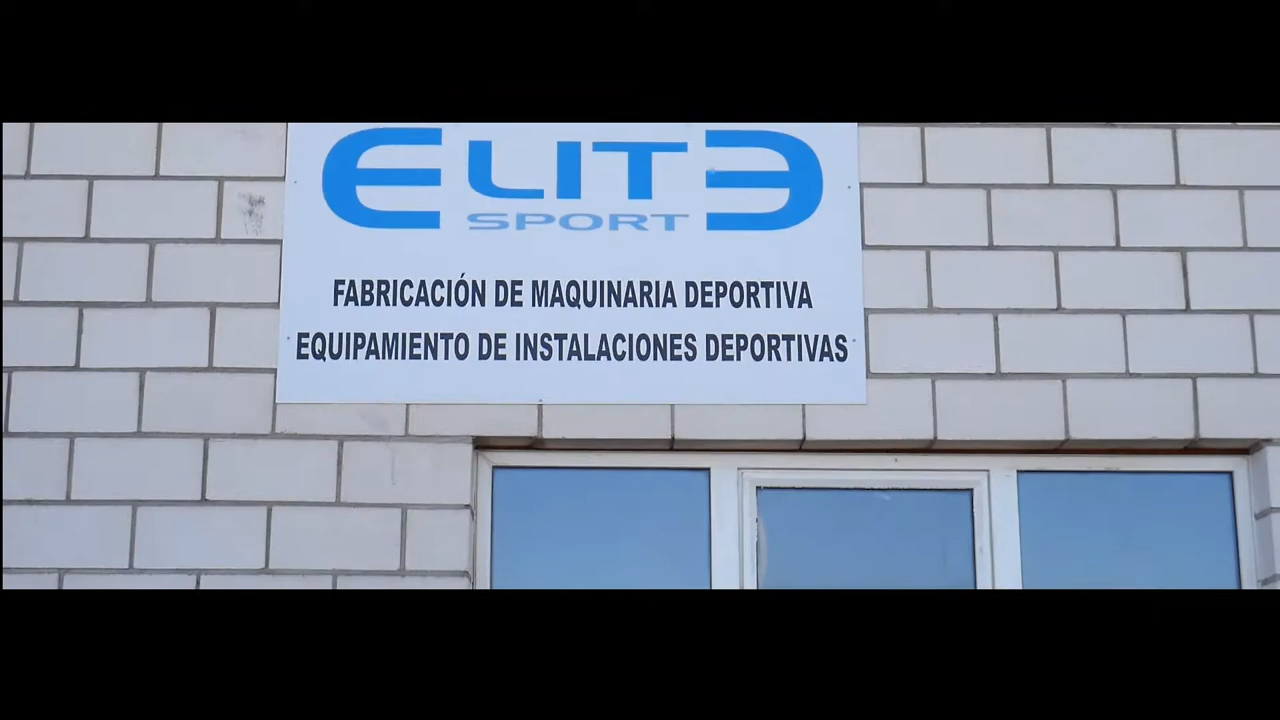 ELITE
SPORT
FABRICACIÓN DE MAQUINARIA DEPORTIVA
EQUIPAMIENTO DE INSTALACIONES DEPORTIVAS